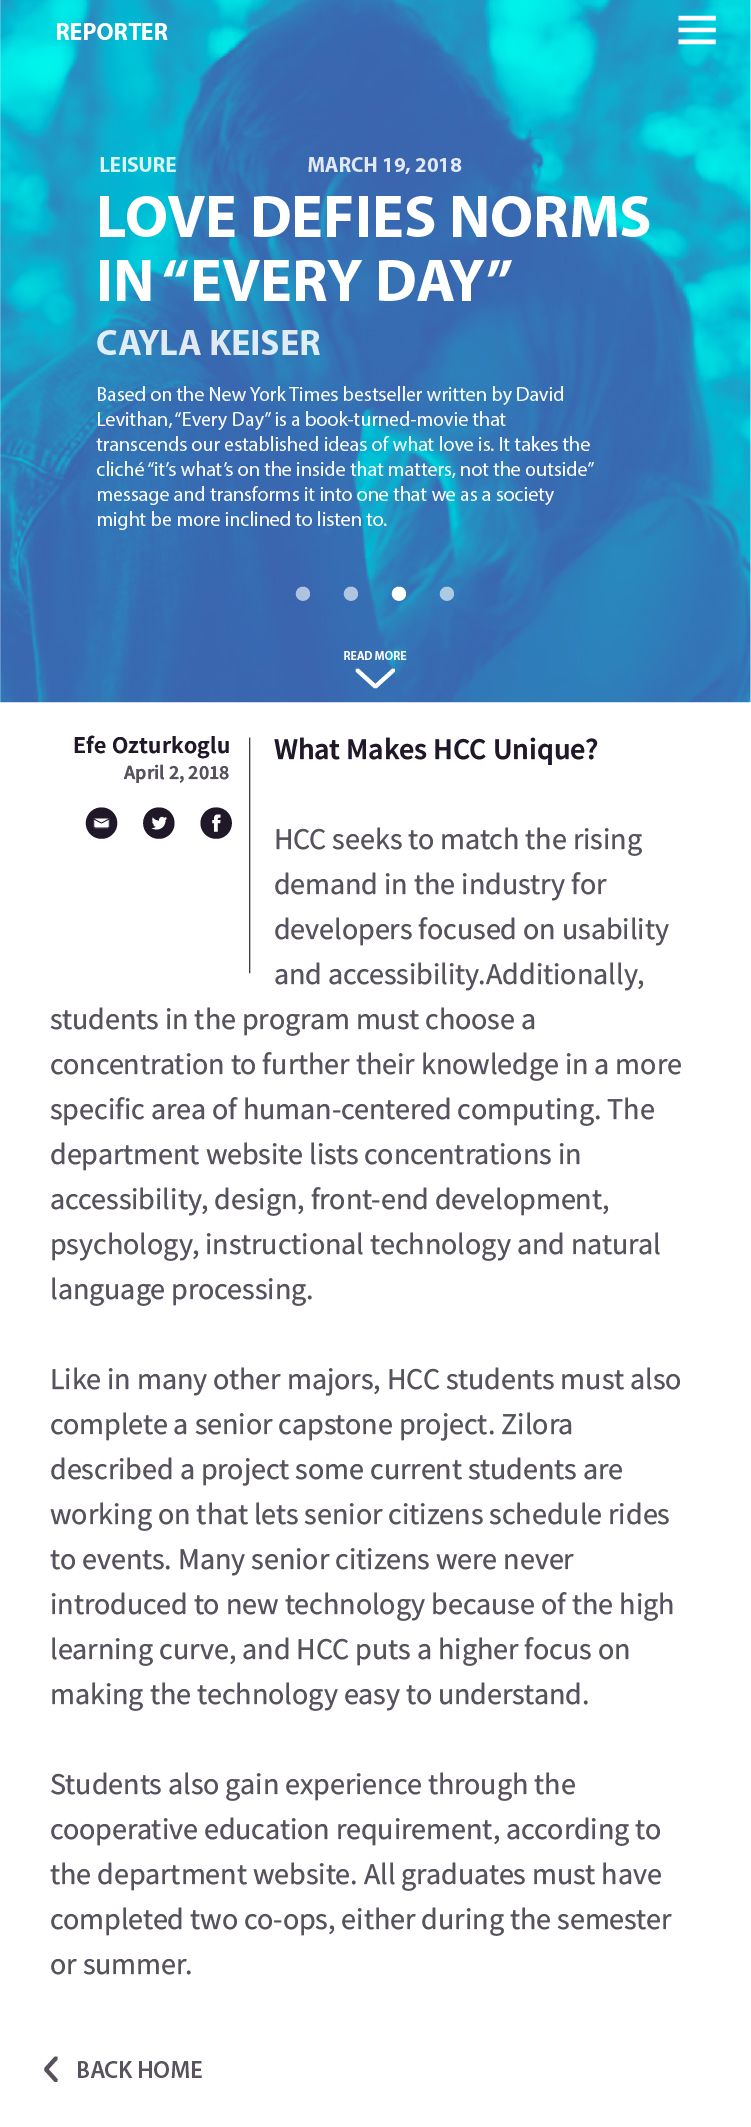 REPORTER
LEISURE MARCH 19, 2018
LOVE DEFIES NORMS
IN “EVERY DAY”
CAYLA KEISER
Based on the New York Times bestseller written by David
Levithan, “Every Day” is a book-turned-movie that
transcends our established ideas of what love is. It takes the
cliché “it’s what’s on the inside that matters, not the outside”
message and transforms it into one that we as a society
might be more inclined to listen to.
READ MORE
Efe Ozturkoglu
April 2, 2018
What Makes HCC Unique?
HCC seeks to match the rising
demand in the industry for
developers focused on usability
and accessibility.Additionally,
students in the program must choose a
concentration to further their knowledge in a more
specific area of human-centered computing. The
department website lists concentrations in
accessibility, design, front-end development,
psychology, instructional technology and natural
language processing.
Like in many other majors, HCC students must also
complete a senior capstone project. Zilora
described a project some current students are
working on that lets senior citizens schedule rides
to events. Many senior citizens were never
introduced to new technology because of the high
learning curve, and HCC puts a higher focus on
making the technology easy to understand.
Students also gain experience through the
cooperative education requirement, according to
the department website. All graduates must have
completed two co-ops, either during the semester
or summer.
BACK HOME